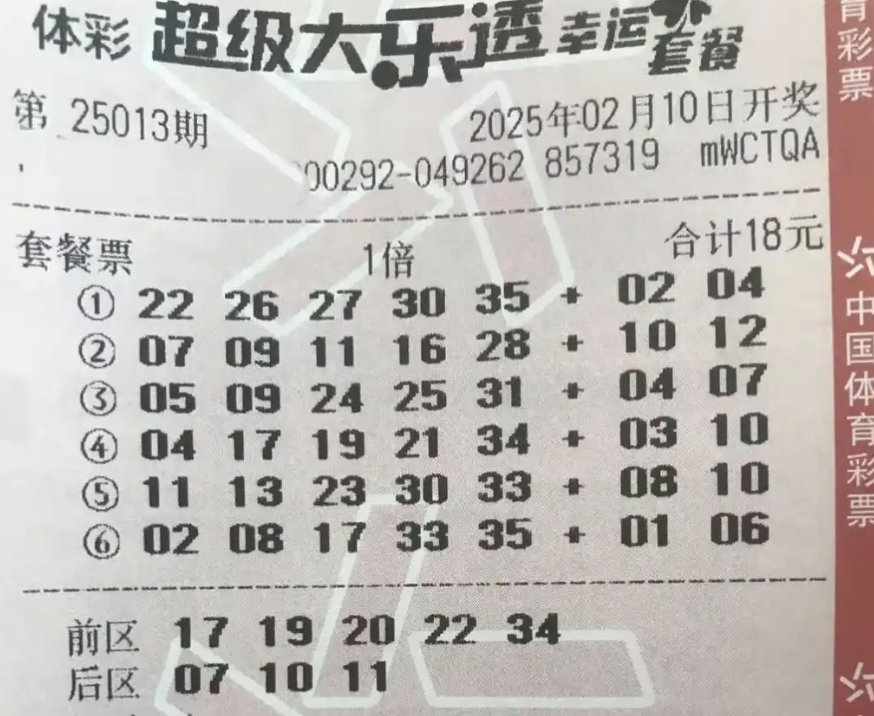 体彩 超级大乐透 幸运 套餐
第 25013期 2025年02月10日开奖
00292-049262 857319 mWCTQA
套餐票 1倍 合计18元
① 22 26 27 30 35 + 02 04
② 07 09 11 16 28 + 10 12
③ 05 09 24 25 31 + 04 07
④ 04 17 19 21 34 + 03 10
⑤ 11 13 23 30 33 + 08 10
⑥ 02 08 17 33 35 + 01 06
前区 17 19 20 22 34
后区 07 10 11
育彩票
中国体育彩票